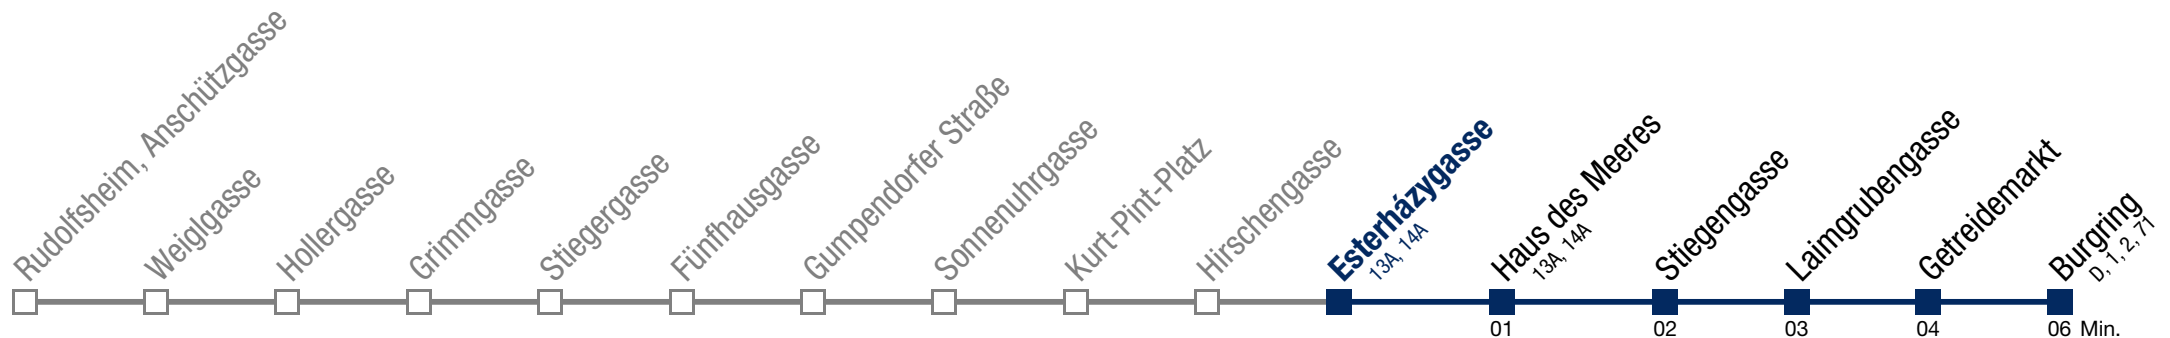 Rudolfsheim, Anschützgasse
Weiglgasse
Hollergasse
Grimmgasse
Stiegergasse
Fünfhausgasse
Gumpendorfer Straße
Sonnenuhrgasse
Kurt-Pint-Platz
Hirschengasse
Esterházygasse
13A, 14A
Haus des Meeres
13A, 14A
Stiegengasse
Laimgrubengasse
Getreidemarkt
Burgring
D, 1, 2, 71
01 02 03 04 06 Min.